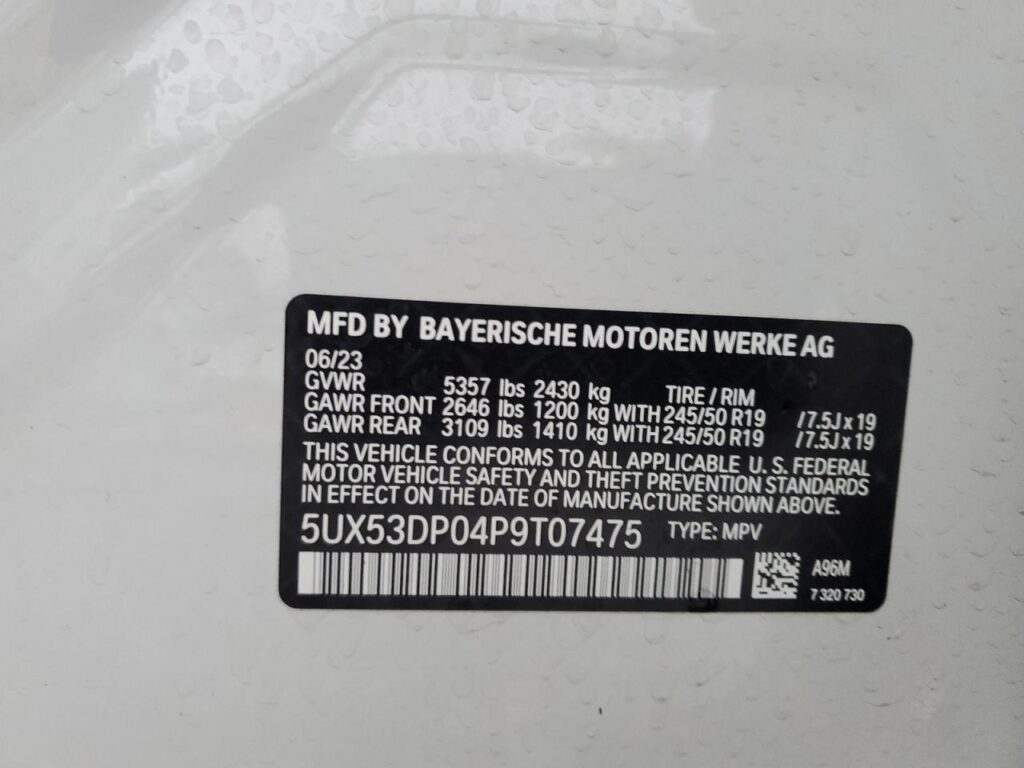 MFD BY BAYERISCHE MOTOREN WERKE AG
06/23
GVWR 5357 lbs 2430 kg TIRE / RIM
GAWR FRONT 2646 lbs 1200 kg WITH 245/50 R19 /7.5J x 19
GAWR REAR 3109 lbs 1410 kg WITH 245/50 R19 /7.5J x 19
THIS VEHICLE CONFORMS TO ALL APPLICABLE U. S. FEDERAL
MOTOR VEHICLE SAFETY AND THEFT PREVENTION STANDARDS
IN EFFECT ON THE DATE OF MANUFACTURE SHOWN ABOVE.
5UX53DP04P9T07475 TYPE: MPV
A96M
7 320 730